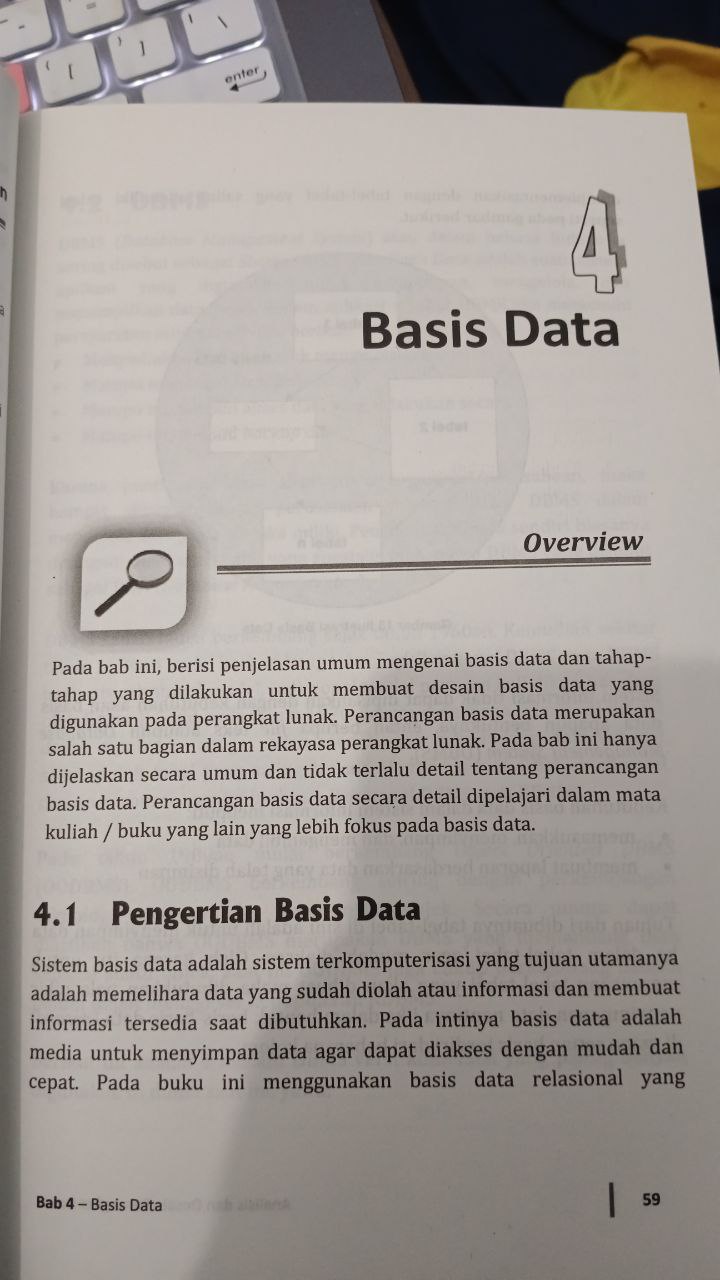 enter
4
Basis Data
Overview
Pada bab ini, berisi penjelasan umum mengenai basis data dan tahap-
tahap yang dilakukan untuk membuat desain basis data yang
digunakan pada perangkat lunak. Perancangan basis data merupakan
salah satu bagian dalam rekayasa perangkat lunak. Pada bab ini hanya
dijelaskan secara umum dan tidak terlalu detail tentang perancangan
basis data. Perancangan basis data secara detail dipelajari dalam mata
kuliah / buku yang lain yang lebih fokus pada basis data.
4.1 Pengertian Basis Data
Sistem basis data adalah sistem terkomputerisasi yang tujuan utamanya
adalah memelihara data yang sudah diolah atau informasi dan membuat
informasi tersedia saat dibutuhkan. Pada intinya basis data adalah
media untuk menyimpan data agar dapat diakses dengan mudah dan
cepat. Pada buku ini menggunakan basis data relasional yang
Bab 4 – Basis Data
59